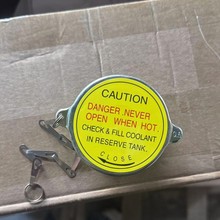 CAUTION
DANGER NEVER
OPEN WHEN HOT
CHECK & FILL COOLANT
IN RESERVE TANK.
CLOSE